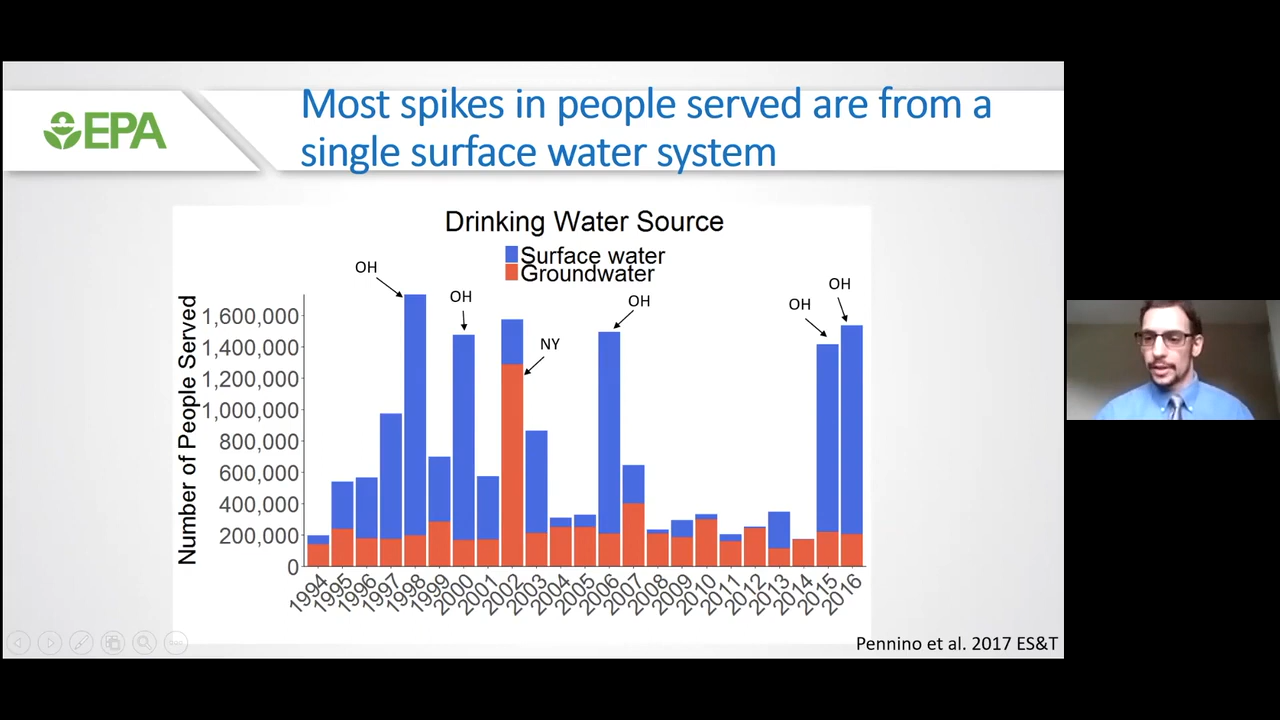 EPA
Most spikes in people served are from a
single surface water system
Drinking Water Source
Surface water
Groundwater
Number of People Served
1,600,000
1,400,000
1,200,000
1,000,000
800,000
600,000
400,000
200,000
0
OH
OH
NY
OH
OH
OH
1994
1995
1996
1997
1998
1999
2000
2001
2002
2003
2004
2005
2006
2007
2008
2009
2010
2011
2012
2013
2014
2015
2016
Pennino et al. 2017 ES&T